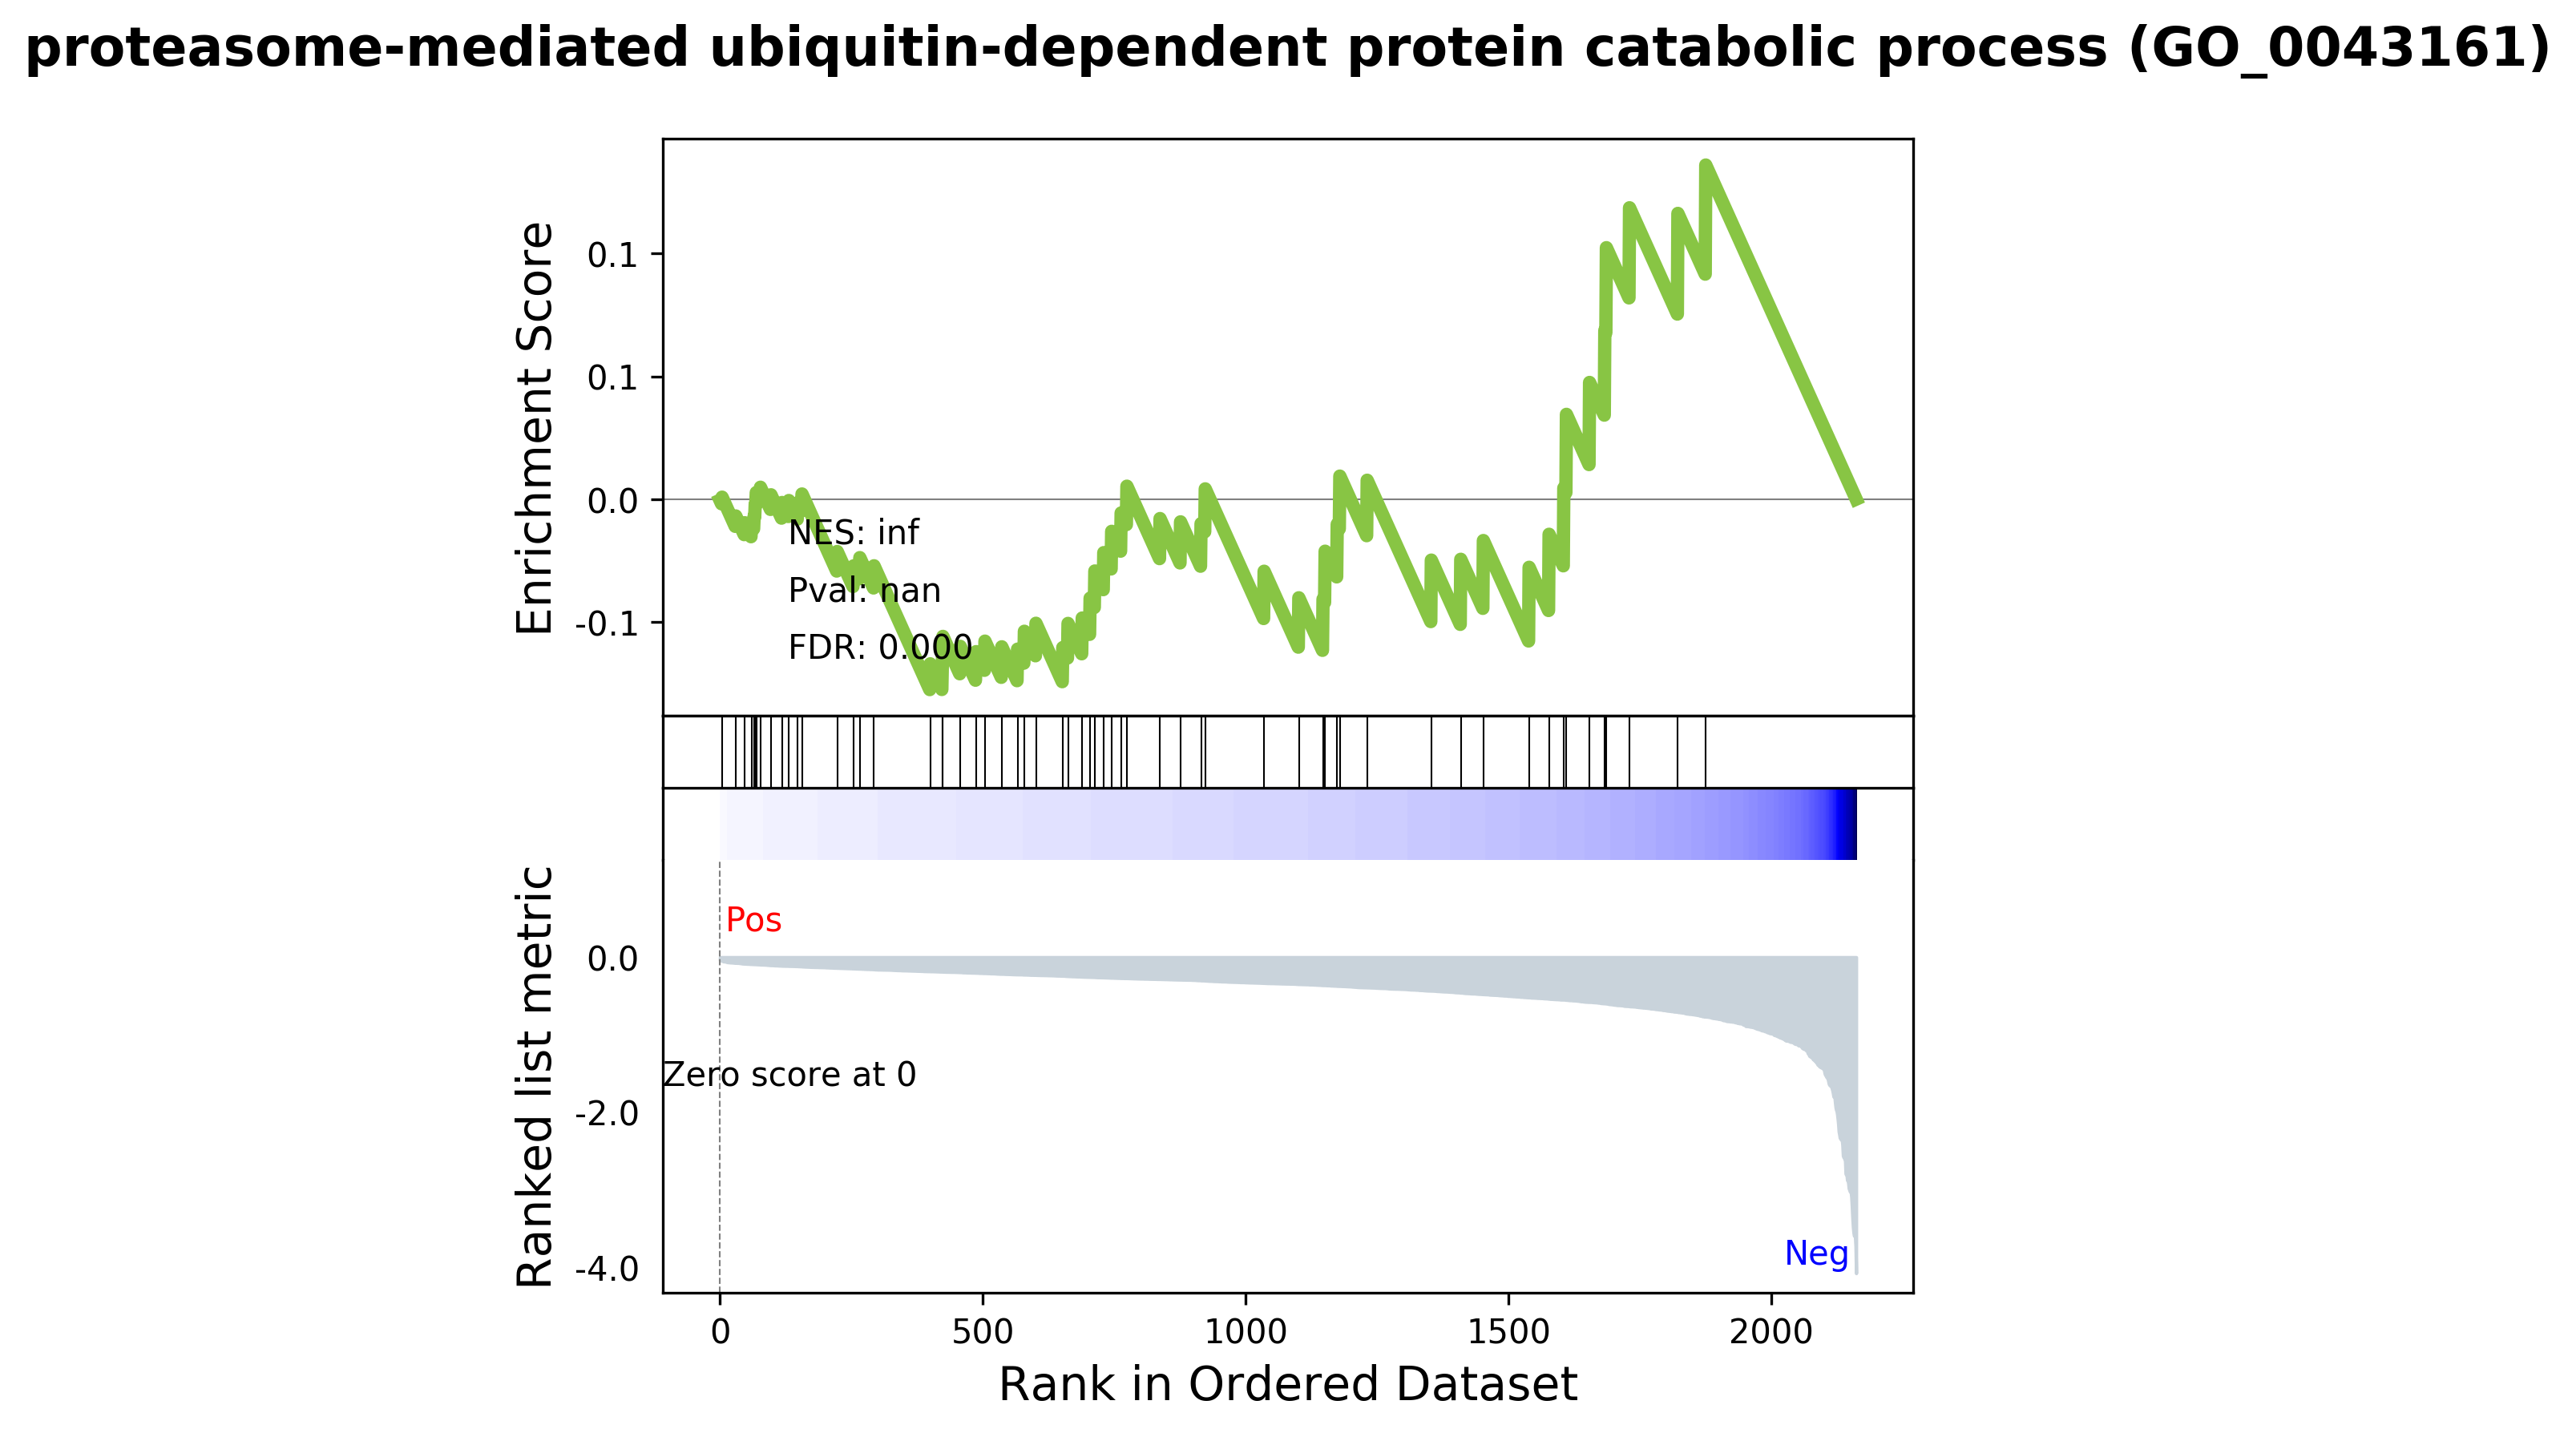 proteasome-mediated ubiquitin-dependent protein catabolic process (GO_0043161)
Enrichment Score
0.1
0.1
0.0
-0.1
NES: inf
Pval: nan
FDR: 0.000
Ranked list metric
Pos
0.0
Zero score at 0
-2.0
Neg
-4.0
0 500 1000 1500 2000
Rank in Ordered Dataset